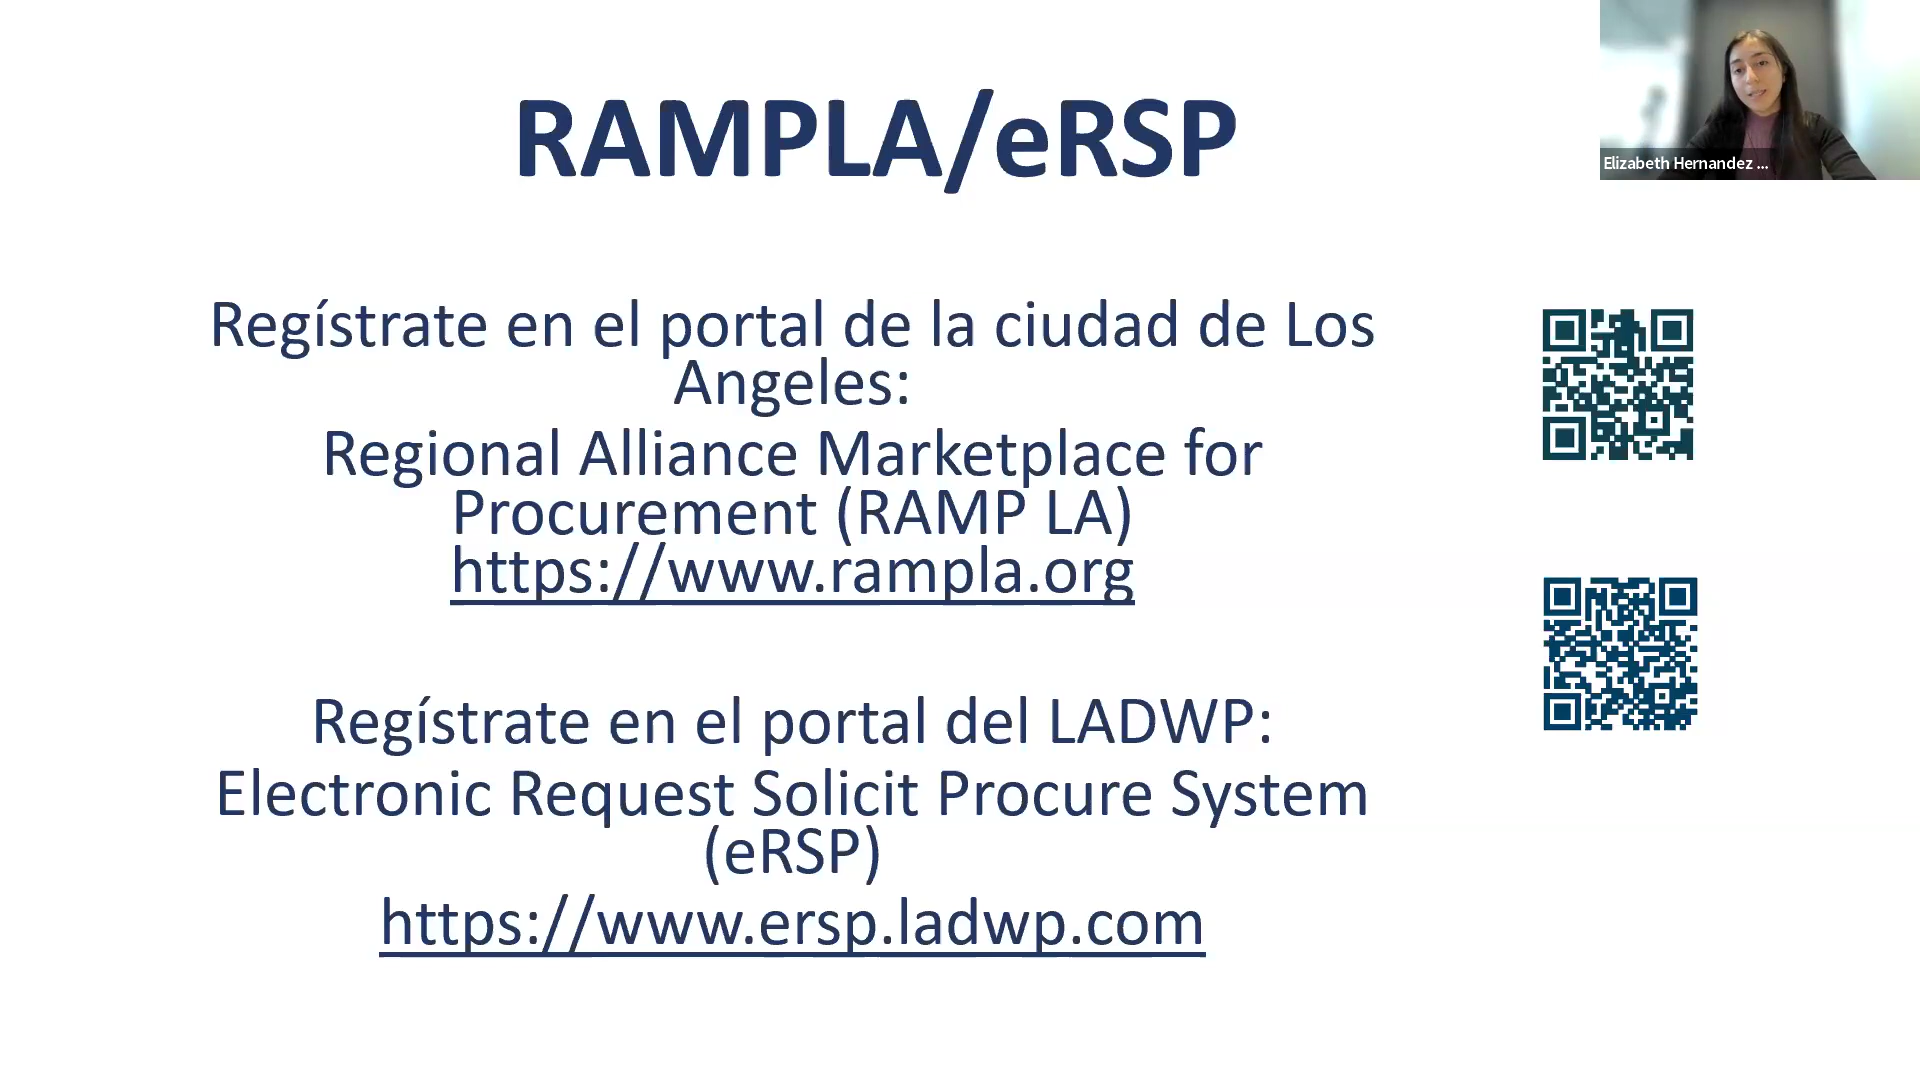 RAMPLA/eRSP
Elizabeth Hernandez ...
Regístrate en el portal de la ciudad de Los
Angeles:
Regional Alliance Marketplace for
Procurement (RAMP LA)
https://www.rampla.org
Regístrate en el portal del LADWP:
Electronic Request Solicit Procure System
(eRSP)
https://www.ersp.ladwp.com